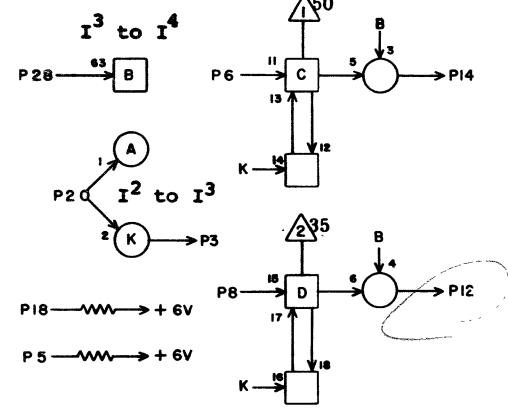 I³ to I⁴
P28 63 B
A
1
P2 I² to I³
2 K P3
P18 + 6V
P5 + 6V
1 50
B
11 5 3
P6 C P14
13
12
K 14
2 35
B
15 6 4
P8 D P12
17
18
K 16